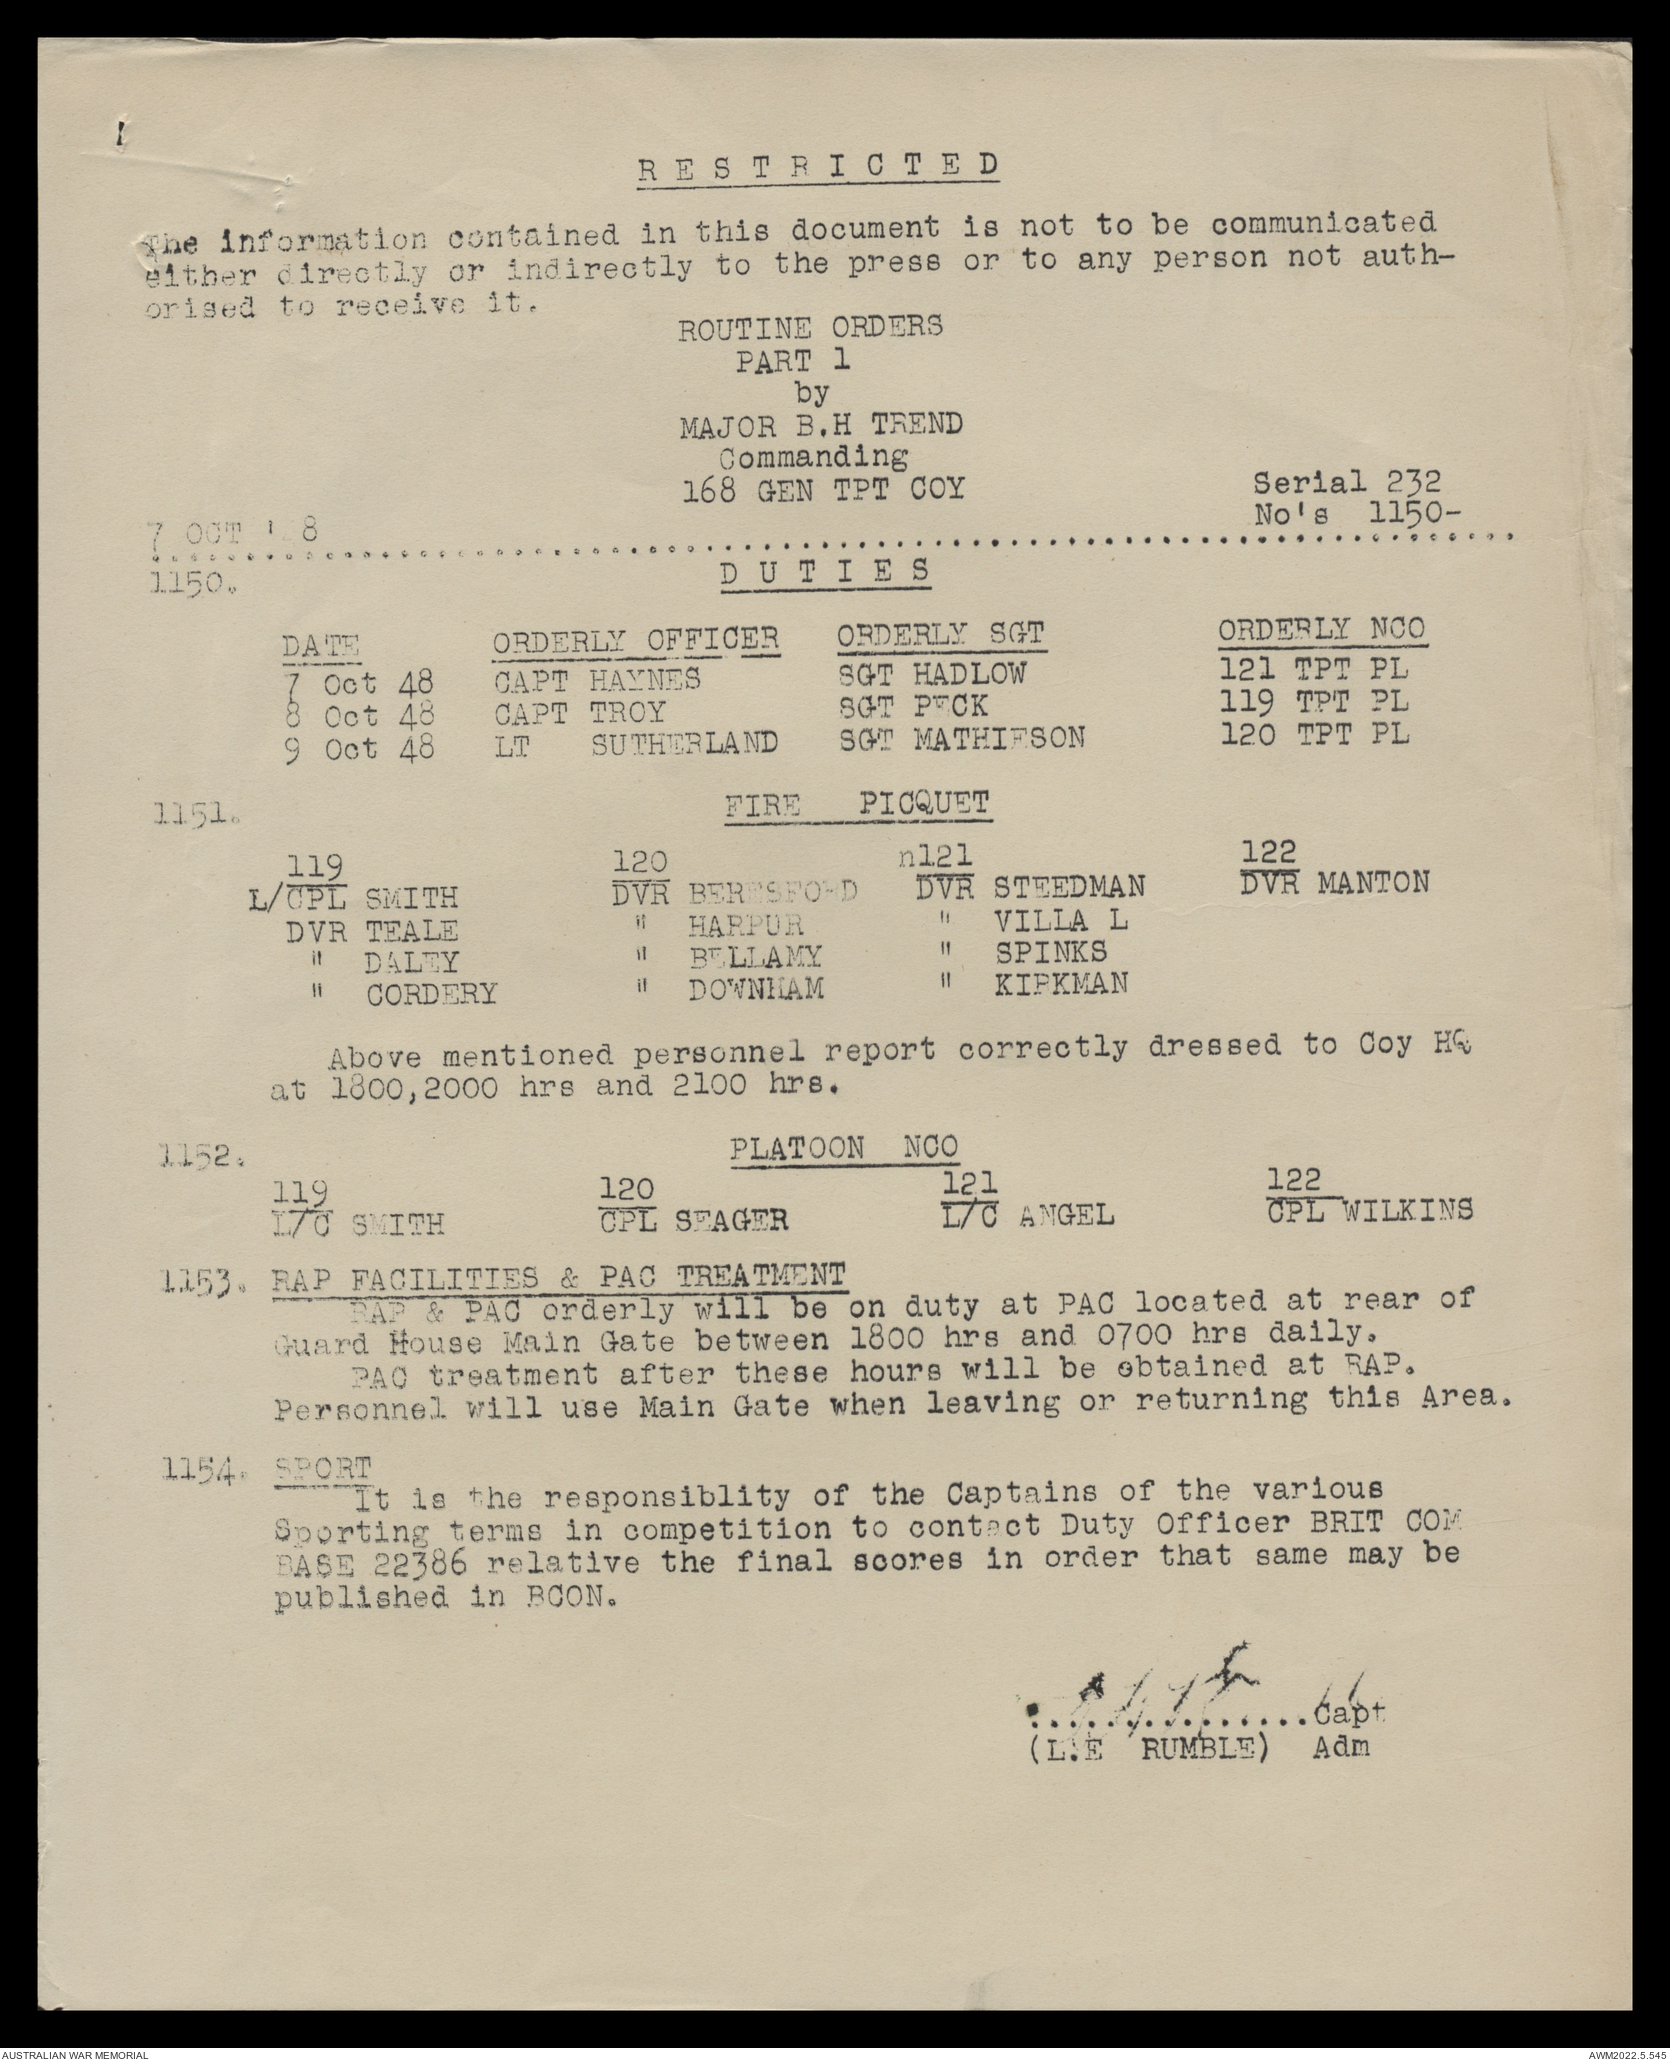 R E S T R I C T E D
The information contained in this document is not to be communicated
either directly or indirectly to the press or to any person not auth-
orised to receive it.
ROUTINE ORDERS
PART 1
by
MAJOR B.H TREND
Commanding
168 GEN TPT COY
Serial 232
No's 1150-
7 OCT ' 8
1150.
D U T I E S
DATE ORDERLY OFFICER ORDERLY SGT ORDERLY NCO
7 Oct 48 CAPT HAYNES SGT HADLOW 121 TPT PL
8 Oct 48 CAPT TROY SGT PECK 119 TPT PL
9 Oct 48 LT SUTHERLAND SGT MATHIESON 120 TPT PL
1151. FIRE PICQUET
119 120 n121 122
L/CPL SMITH DVR BERESFORD DVR STEEDMAN DVR MANTON
DVR TEALE " HARPUR " VILLA L
" DALEY " BELLAMY " SPINKS
" CORDERY " DOWNHAM " KIRKMAN
Above mentioned personnel report correctly dressed to Coy HQ
at 1800,2000 hrs and 2100 hrs.
1152. PLATOON NCO
119 120 121 122
L/C SMITH CPL SEAGER L/C ANGEL CPL WILKINS
1153. RAP FACILITIES & PAC TREATMENT
RAP & PAC orderly will be on duty at PAC located at rear of
Guard House Main Gate between 1800 hrs and 0700 hrs daily.
PAC treatment after these hours will be obtained at RAP.
Personnel will use Main Gate when leaving or returning this Area.
1154. SPORT
It is the responsiblity of the Captains of the various
Sporting terms in competition to contact Duty Officer BRIT COM
BASE 22386 relative the final scores in order that same may be
published in BCON.
...............Capt
(L.E RUMBLE) Adm
AUSTRALIAN WAR MEMORIAL
AWM2022.5.545